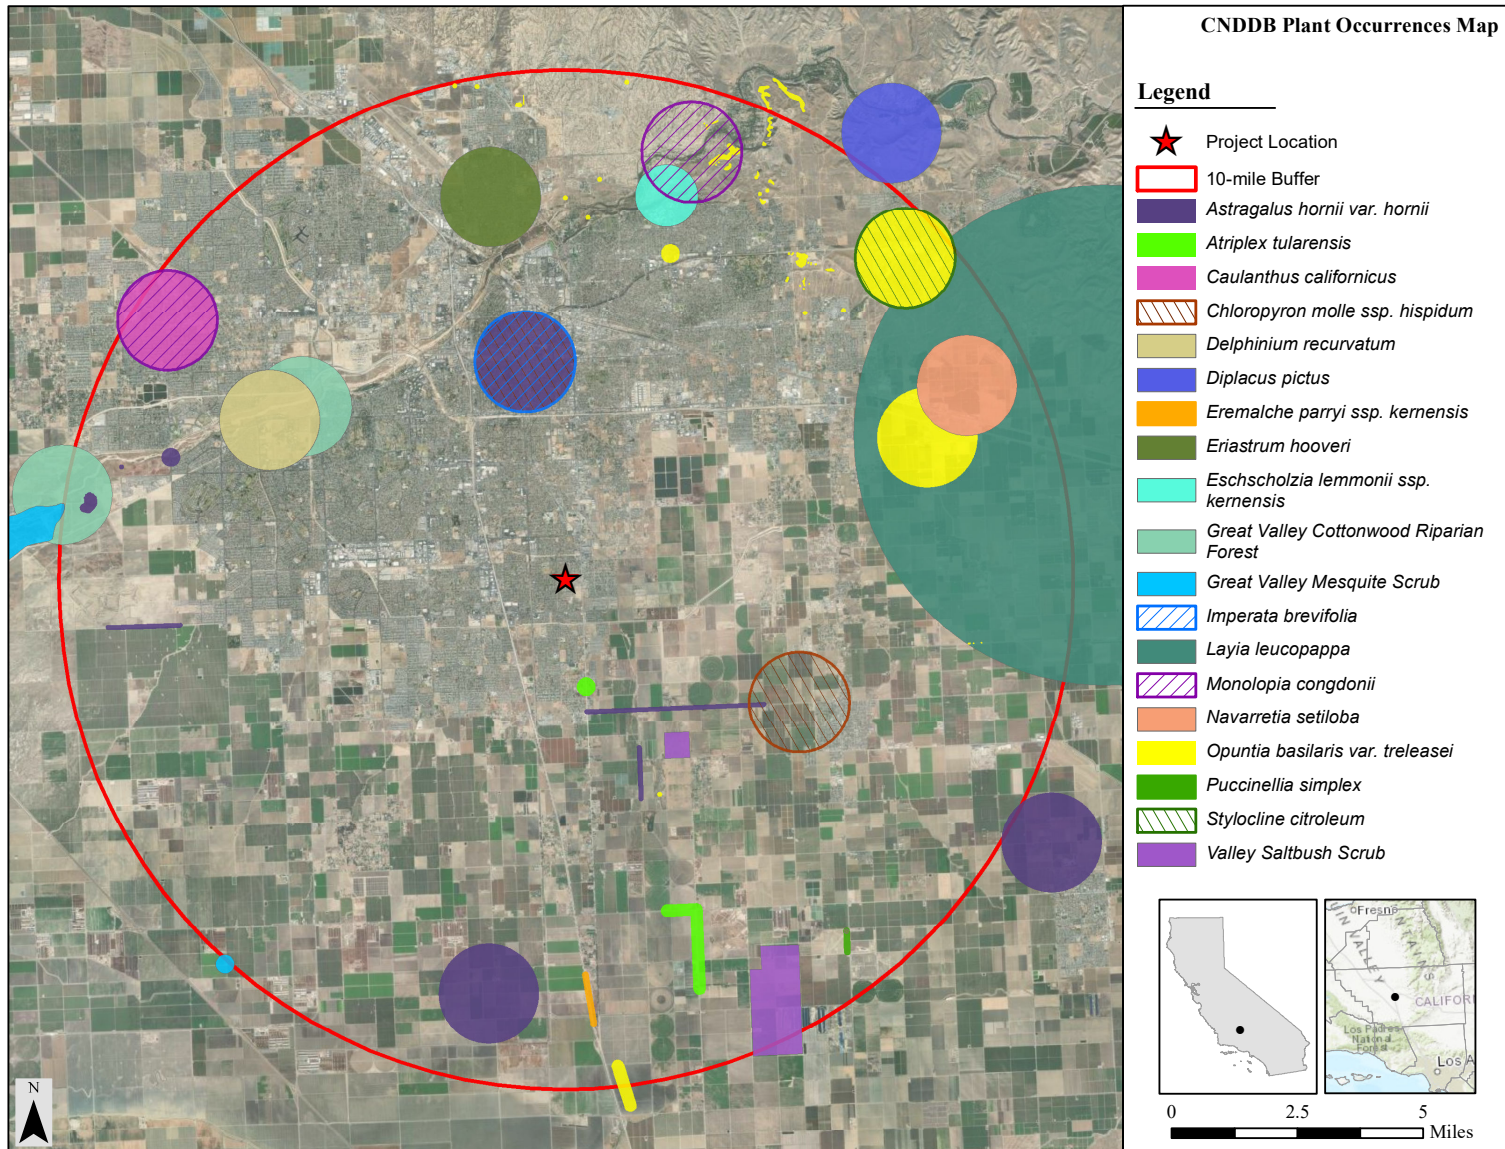 CNDDB Plant Occurrences Map
Legend
Project Location
10-mile Buffer
Astragalus hornii var. hornii
Atriplex tularensis
Caulanthus californicus
Chloropyron molle ssp. hispidum
Delphinium recurvatum
Diplacus pictus
Eremalche parryi ssp. kernensis
Eriastrum hooveri
Eschscholzia lemmonii ssp.
kernensis
Great Valley Cottonwood Riparian
Forest
Great Valley Mesquite Scrub
Imperata brevifolia
Layia leucopappa
Monolopia congdonii
Navarretia setiloba
Opuntia basilaris var. treleasei
Puccinellia simplex
Stylocline citroleum
Valley Saltbush Scrub
Fresno
VALLEY
CALIFOR
Los Padres
National
Forest
Los A
N
0 2.5 5
Miles